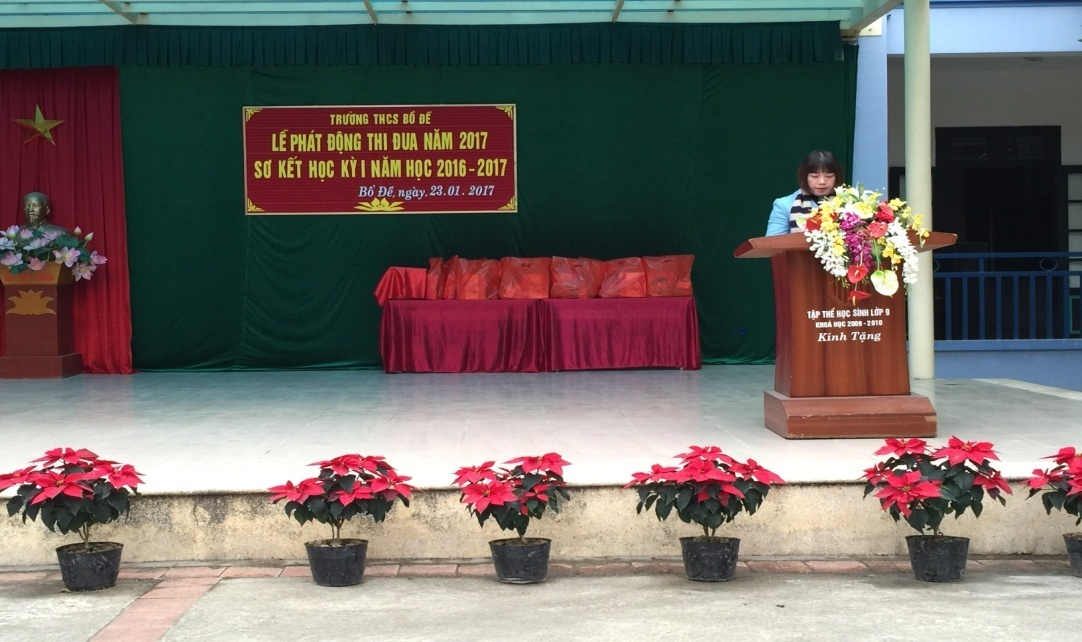 TRƯỜNG THCS BỒ ĐỀ
LỄ PHÁT ĐỘNG THI ĐUA NĂM 2017
SƠ KẾT HỌC KỲ I NĂM HỌC 2016-2017
Bồ Đề, ngày, 23.01.2017
TẬP THỂ HỌC SINH LỚP 9
KHOÁ HỌC 2009-2010
Kính Tặng